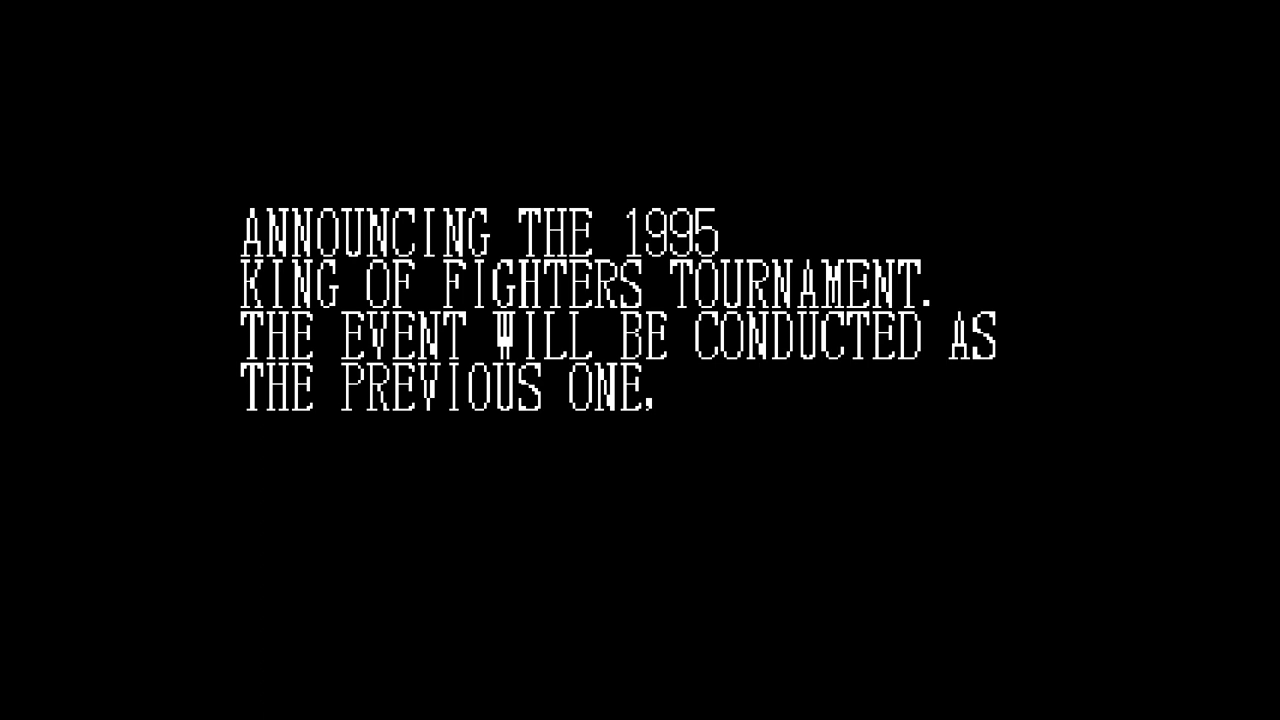 ANNOUNCING THE 1995
KING OF FIGHTERS TOURNAMENT.
THE EVENT WILL BE CONDUCTED AS
THE PREVIOUS ONE,